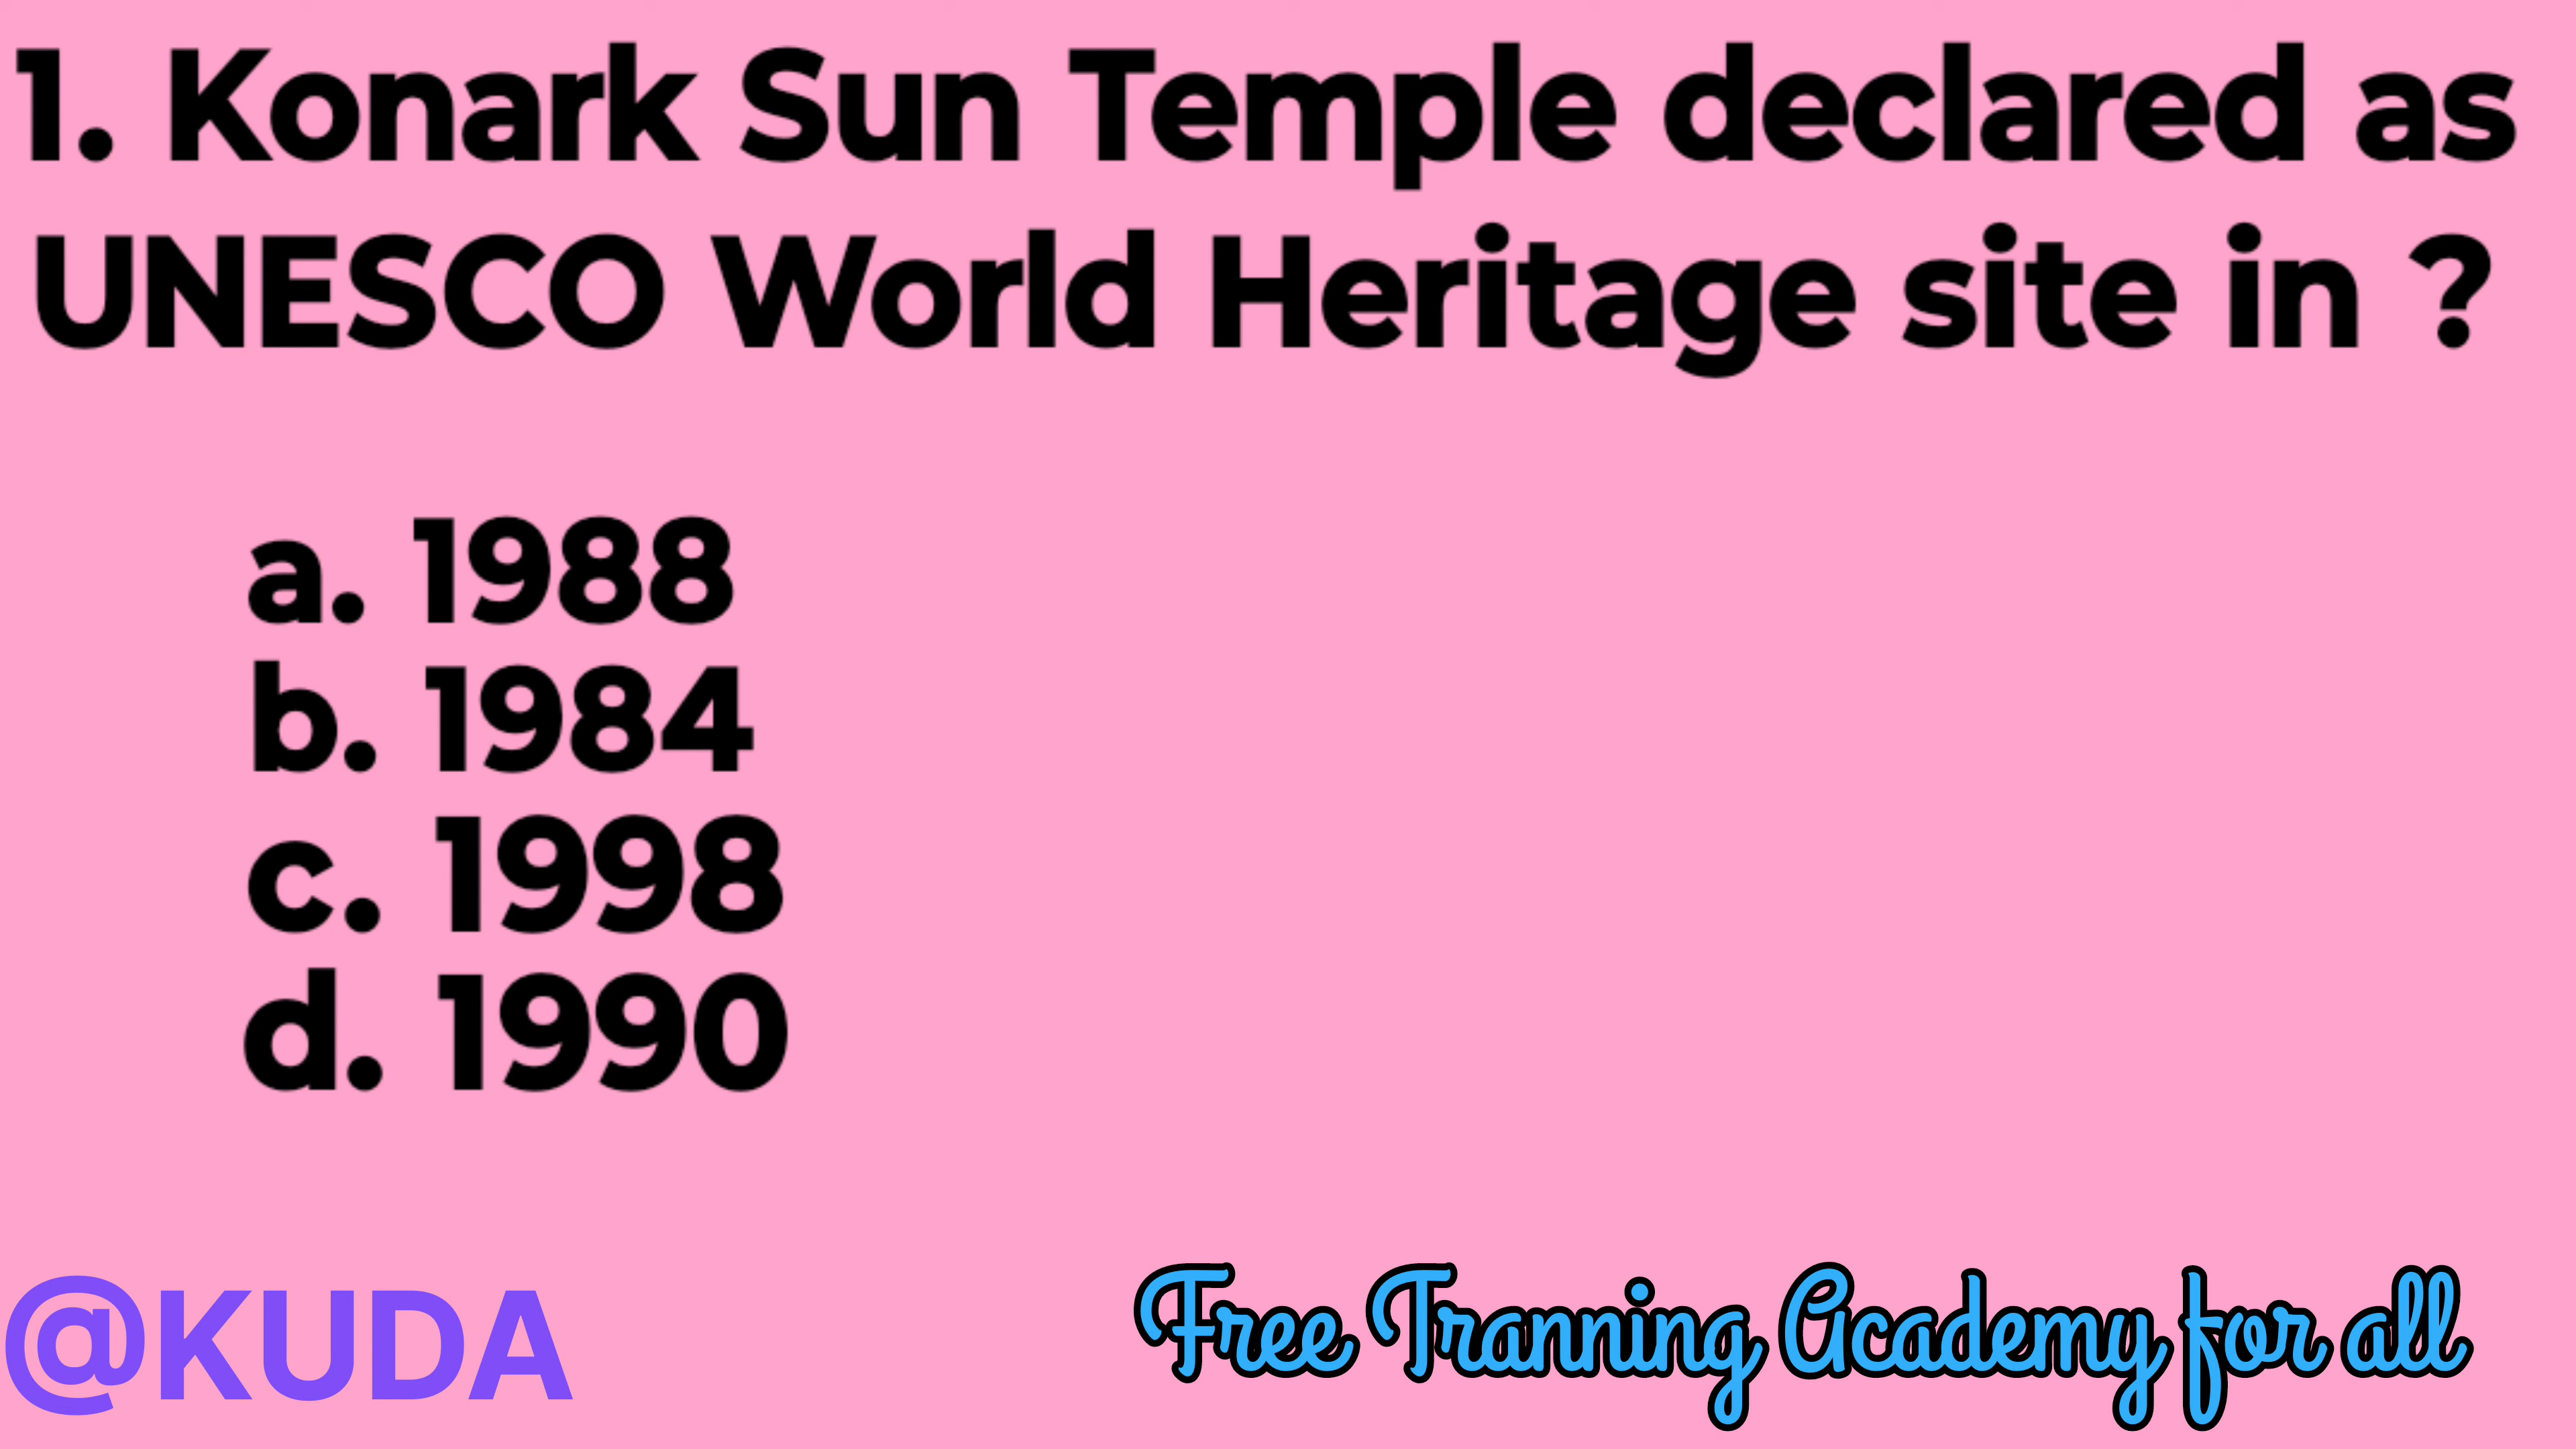 1. Konark Sun Temple declared as
UNESCO World Heritage site in ?
a. 1988
b. 1984
c. 1998
d. 1990
@KUDA
Free Tranning Academy for all